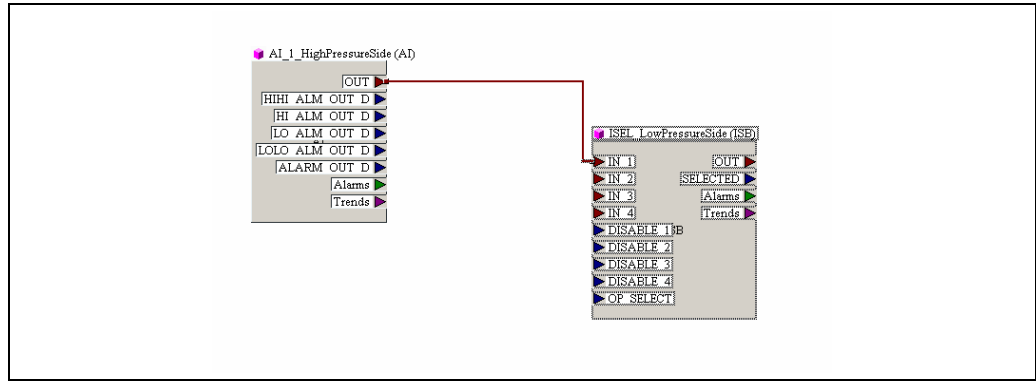 AI_1_HighPressureSide (AI)
OUT
HIHI_ALM_OUT_D
HI_ALM_OUT_D
LO_ALM_OUT_D
LOLO_ALM_OUT_D
ALARM_OUT_D
Alarms
Trends
ISEL_LowPressureSide (ISB)
IN_1
OUT
IN_2
SELECTED
IN_3
Alarms
IN_4
Trends
DISABLE_1
DISABLE_2
DISABLE_3
DISABLE_4
OP_SELECT